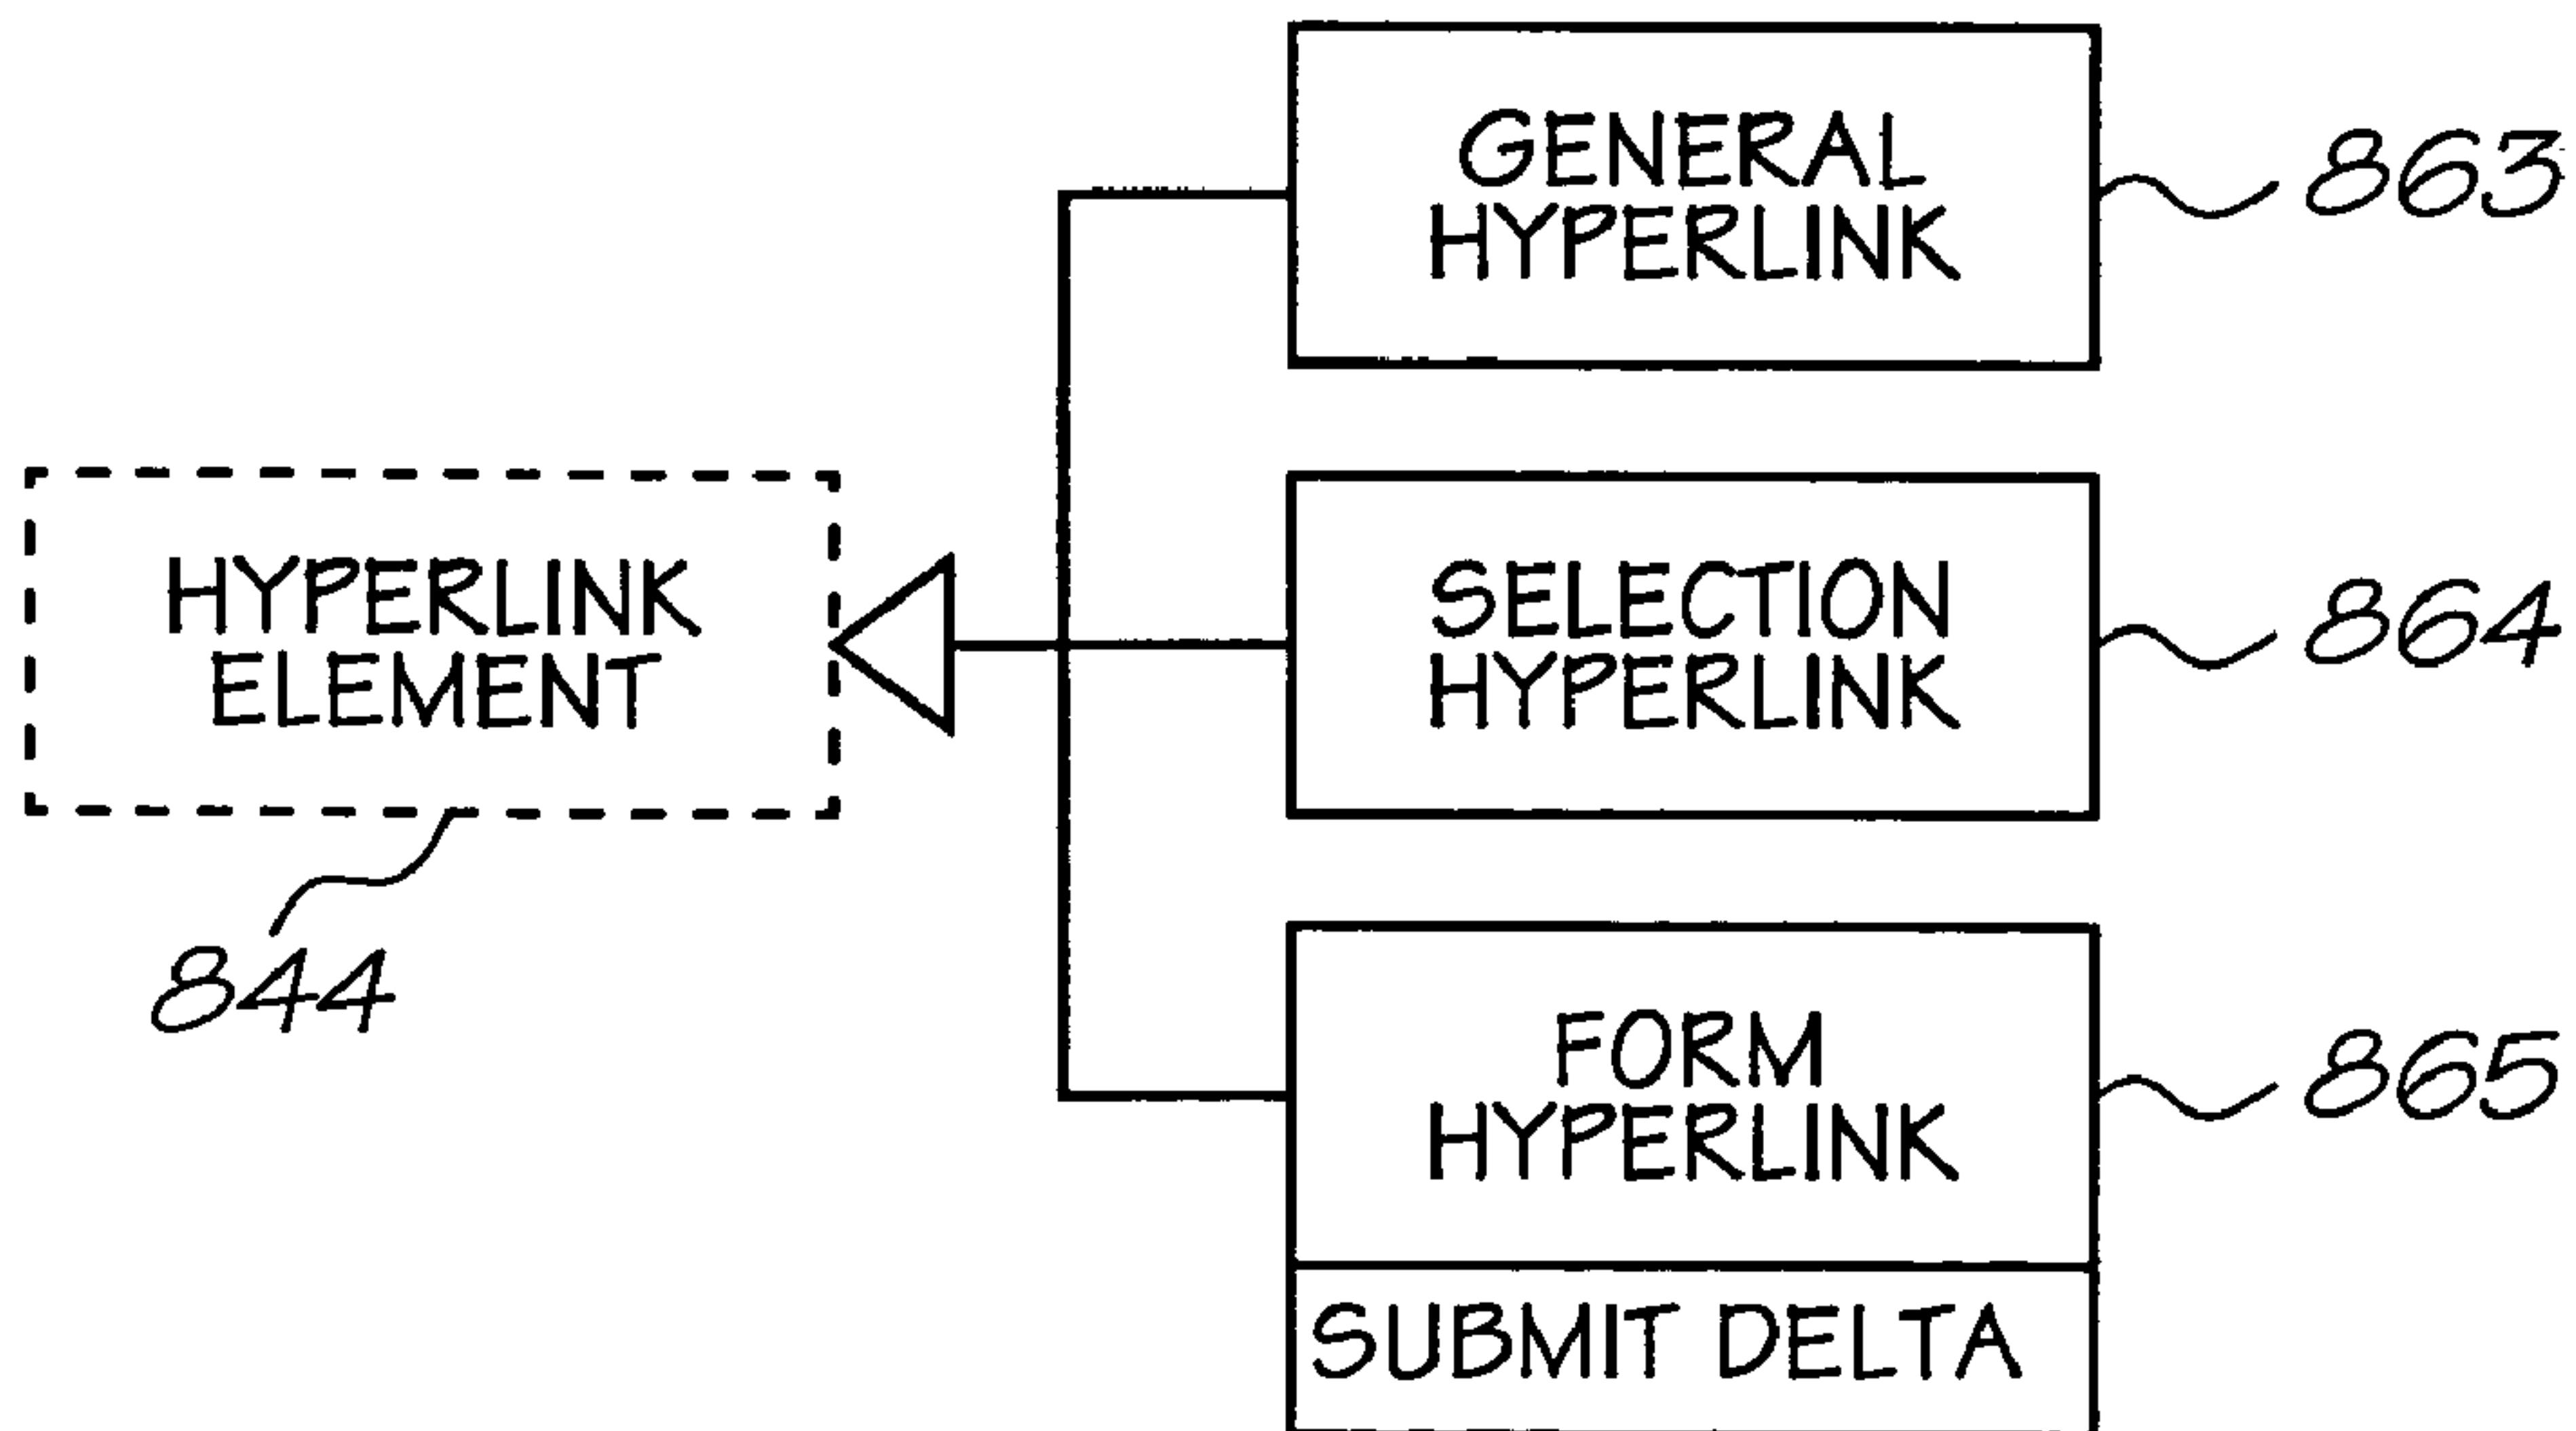 GENERAL
HYPERLINK
863
HYPERLINK
ELEMENT
844
SELECTION
HYPERLINK
864
FORM
HYPERLINK
865
SUBMIT DELTA